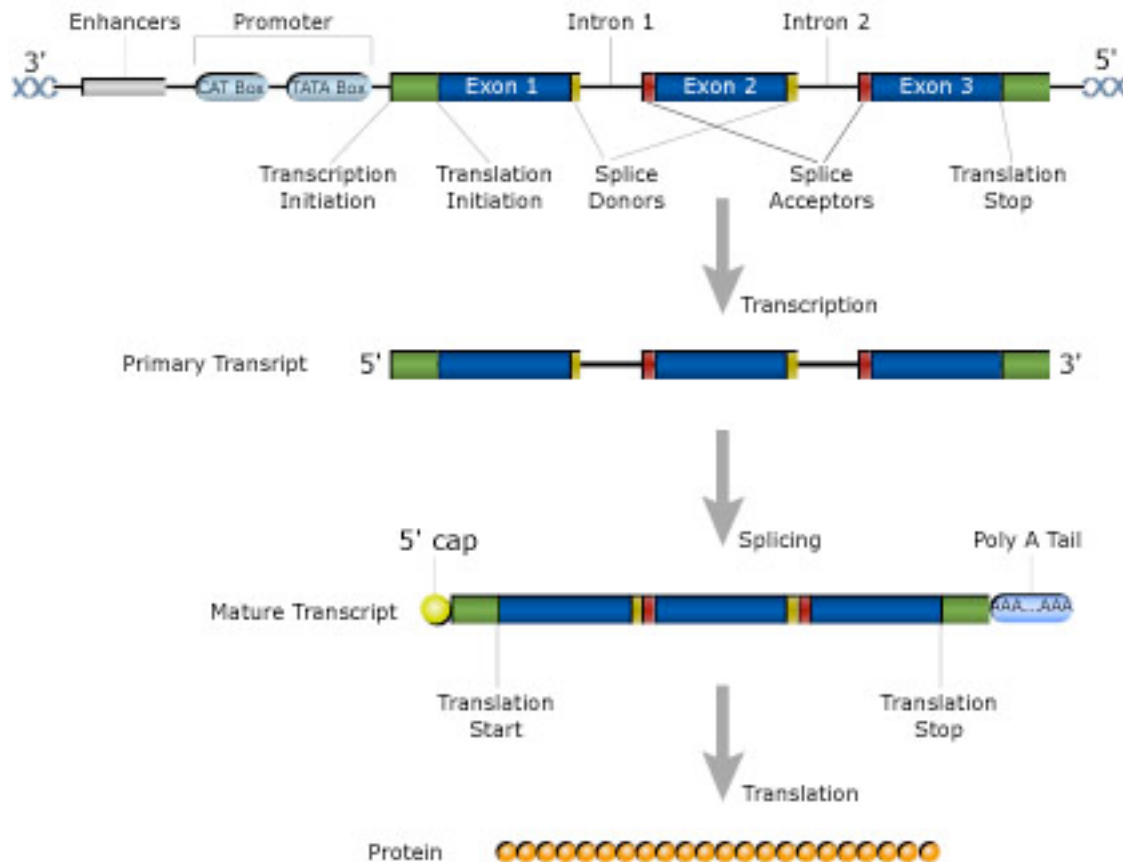 Enhancers Promoter Intron 1 Intron 2
3' 5'
CAT Box TATA Box Exon 1 Exon 2 Exon 3
Transcription Initiation
Translation Initiation
Splice Donors
Splice Acceptors
Translation Stop
Transcription
Primary Transript 5' 3'
5' cap Splicing Poly A Tail
Mature Transcript AAA...AAA
Translation Start
Translation Stop
Translation
Protein